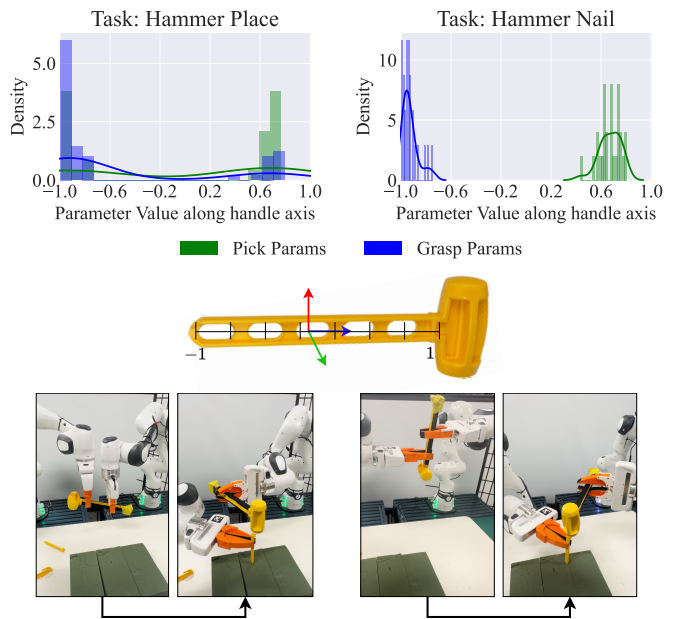 Task: Hammer Place
Task: Hammer Nail
Density
5.0
2.5
0.0
−1.0
−0.6
−0.2
0.2
0.6
1.0
Parameter Value along handle axis
Density
10
5
0
−1.0
−0.6
−0.2
0.2
0.6
1.0
Parameter Value along handle axis
Pick Params
Grasp Params
−1
1